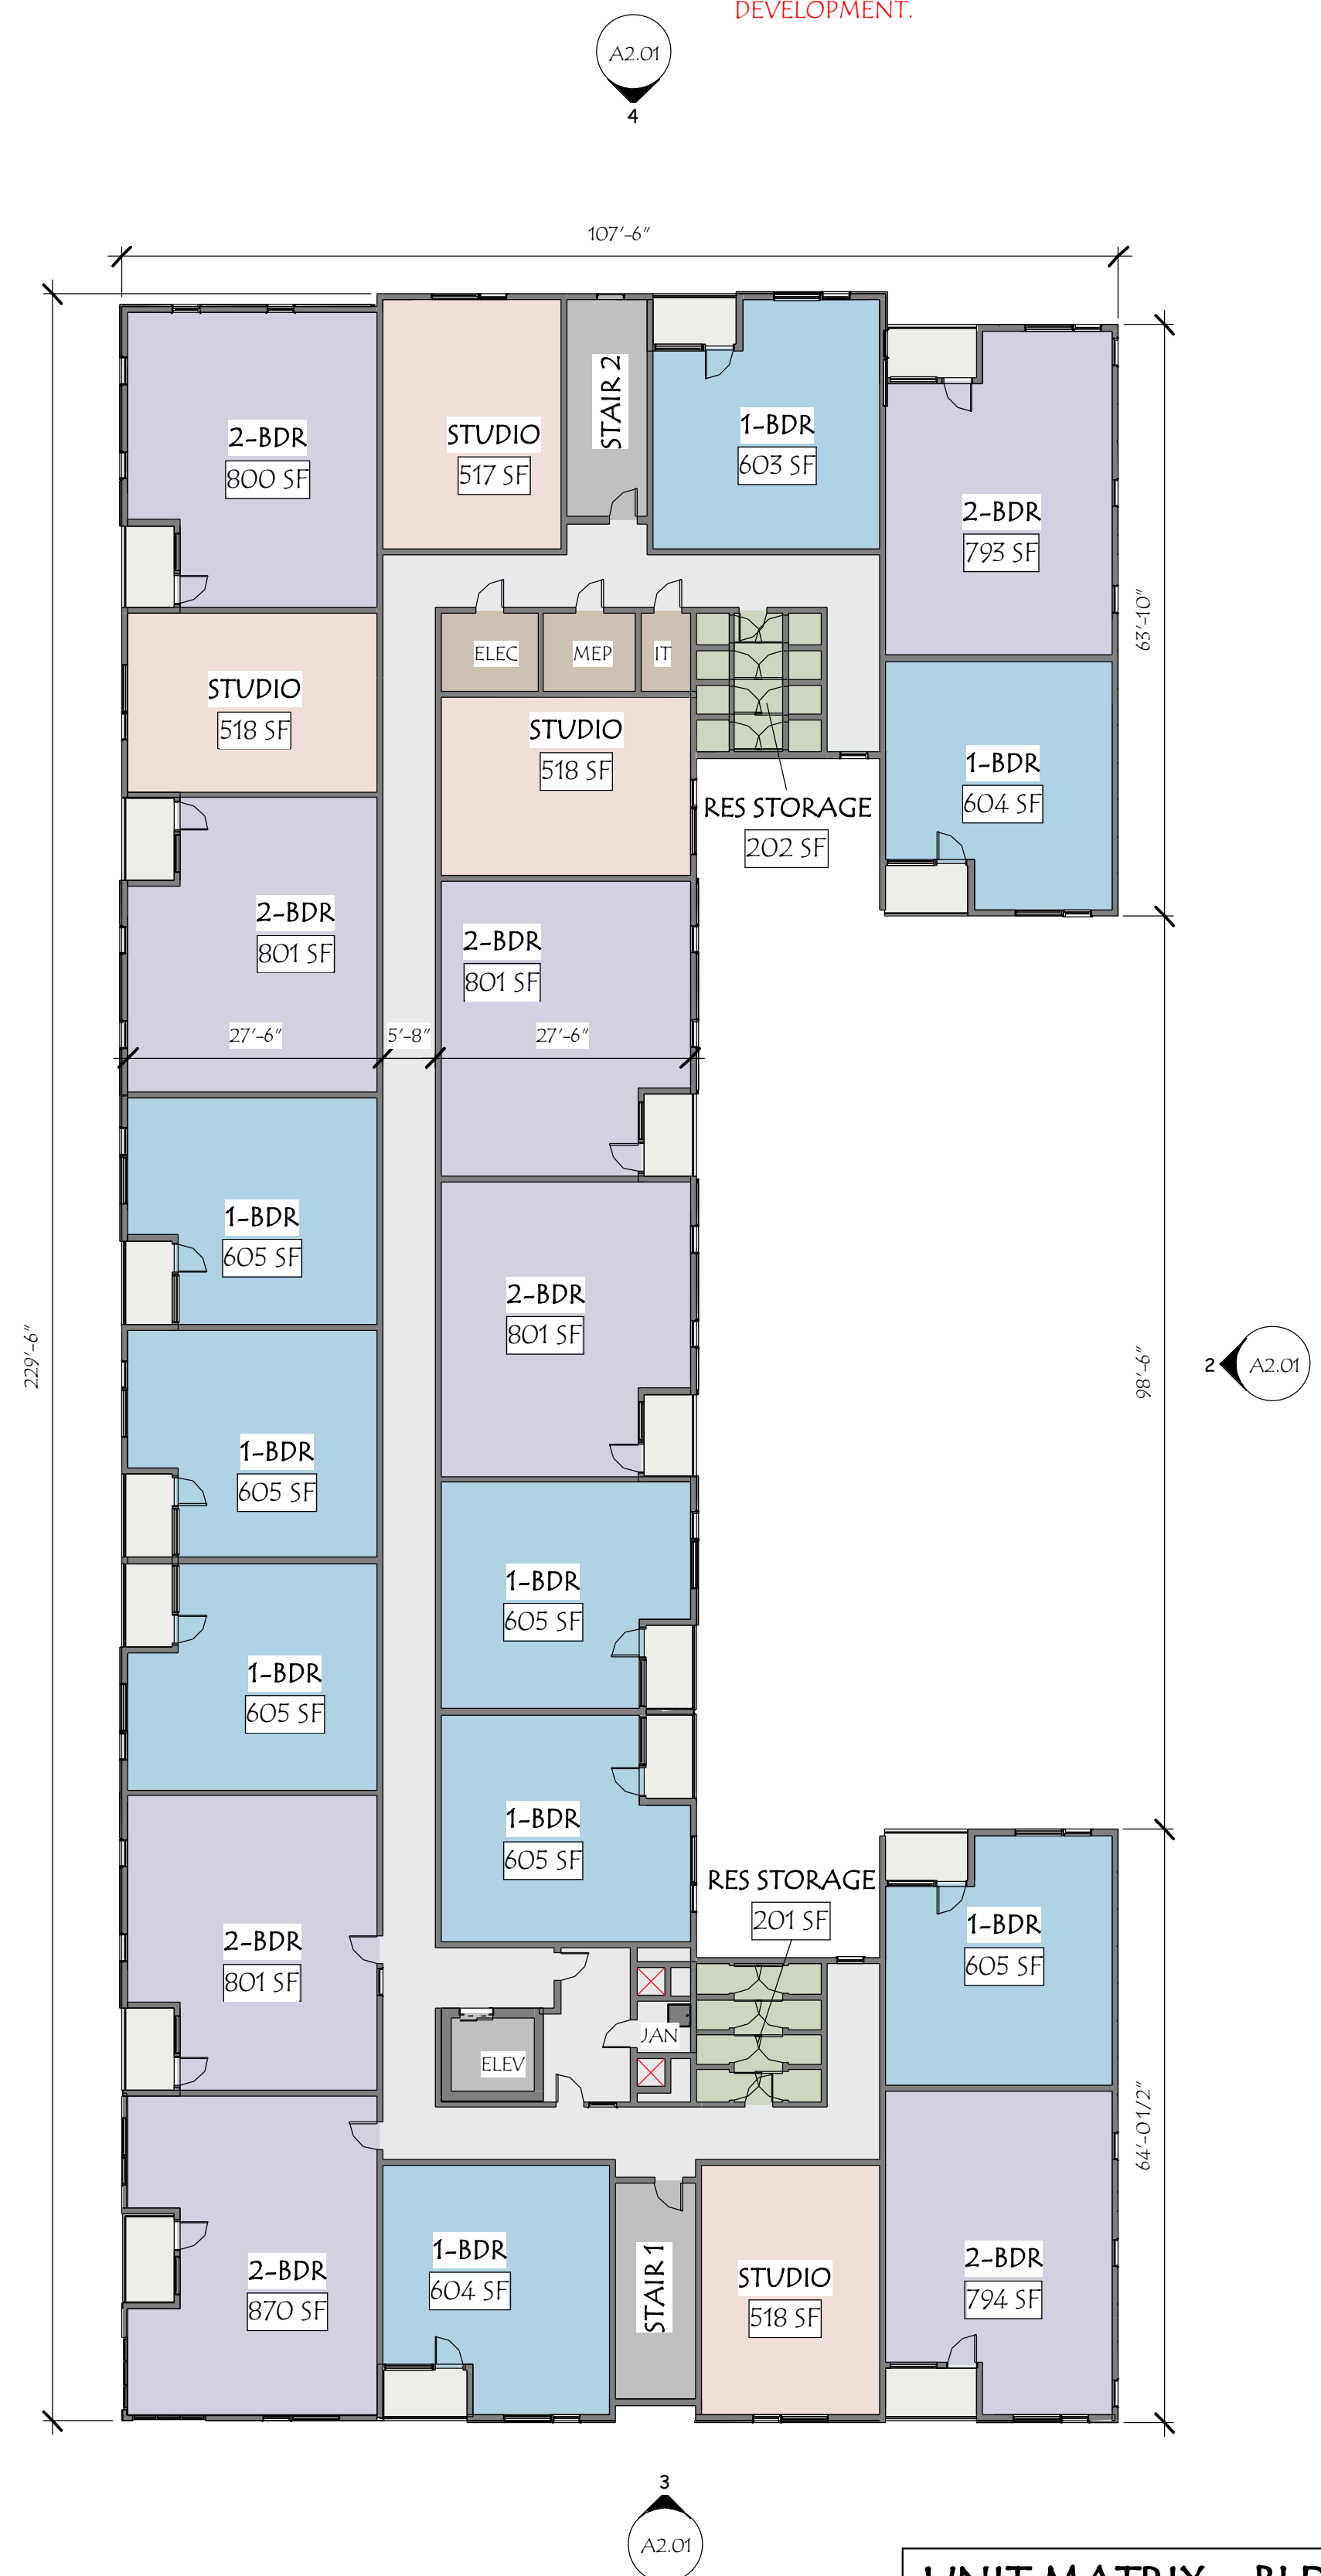 DEVELOPMENT.
A2.01
4
107'-6"
STAIR 2
1-BDR
603 SF
STUDIO
517 SF
2-BDR
800 SF
2-BDR
793 SF
63'-10"
ELEC
MEP
IT
STUDIO
518 SF
STUDIO
518 SF
1-BDR
604 SF
RES STORAGE
202 SF
2-BDR
801 SF
2-BDR
801 SF
27'-6"
5'-8"
27'-6"
1-BDR
605 SF
2-BDR
801 SF
229'-6"
98'-6"
2
A2.01
1-BDR
605 SF
1-BDR
605 SF
1-BDR
605 SF
1-BDR
605 SF
RES STORAGE
201 SF
1-BDR
605 SF
2-BDR
801 SF
JAN
ELEV
64'-0 1/2"
1-BDR
604 SF
STAIR 1
2-BDR
870 SF
STUDIO
518 SF
2-BDR
794 SF
3
A2.01